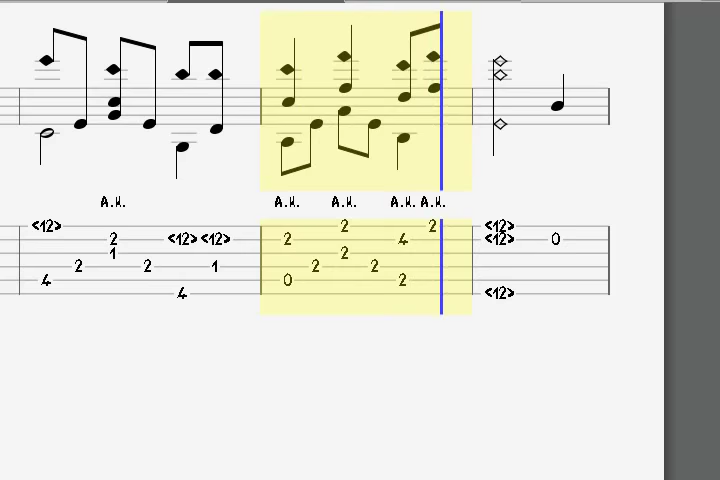 A.H. A.H. A.H. A.H. A.H.
<12> 2 2 <12>
2 <12> <12> 2 4 <12> 0
1 2
2 2 1 2 2
4 0 2
4 <12>